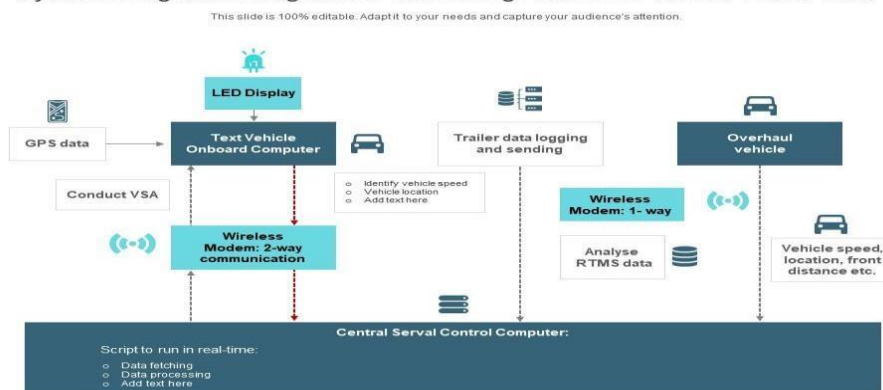 This slide is 100% editable. Adapt it to your needs and capture your audience's attention.
LED Display
GPS data
Text Vehicle
Onboard Computer
Trailer data logging
and sending
Overhaul
vehicle
Conduct VSA
o Identify vehicle speed
o Vehicle location
o Add text here
Wireless
Modem: 1- way
Wireless
Modem: 2-way
communication
Analyse
RTMS data
Vehicle speed,
location, front
distance etc.
Central Serval Control Computer:
Script to run in real-time:
o Data fetching
o Data processing
o Add text here